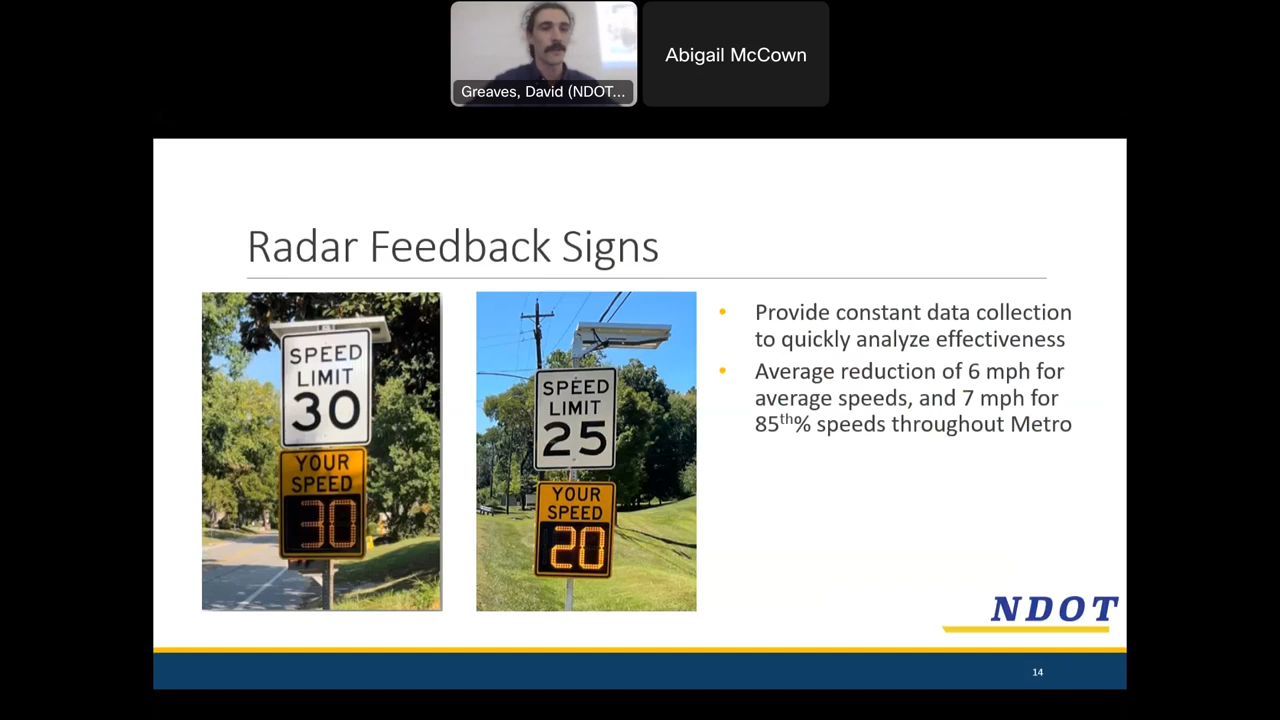 Greaves, David (NDOT...
Abigail McCown
Radar Feedback Signs
SPEED
LIMIT
30
YOUR
SPEED
30
SPEED
LIMIT
25
YOUR
SPEED
20
• Provide constant data collection
to quickly analyze effectiveness
• Average reduction of 6 mph for
average speeds, and 7 mph for
85th% speeds throughout Metro
NDOT
14